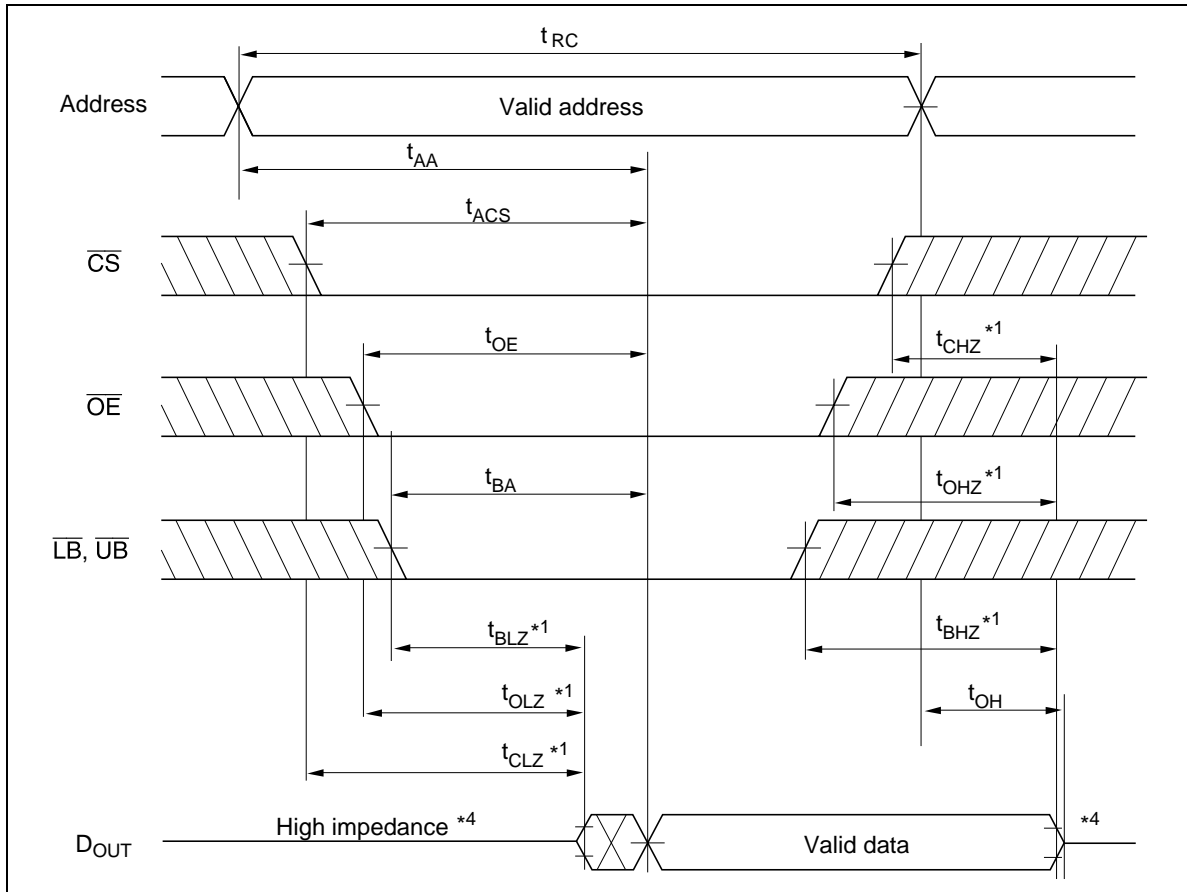 t RC
Address
Valid address
tAA
tACS
CS
tOE
tCHZ *1
OE
tBA
tOHZ *1
LB, UB
tBLZ *1
tBHZ *1
tOLZ *1
tOH
tCLZ *1
High impedance *4
*4
DOUT
Valid data